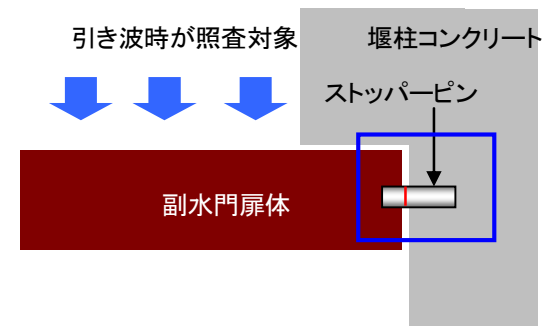 引き波時が照査対象
堰柱コンクリート
ストッパーピン
副水門扉体